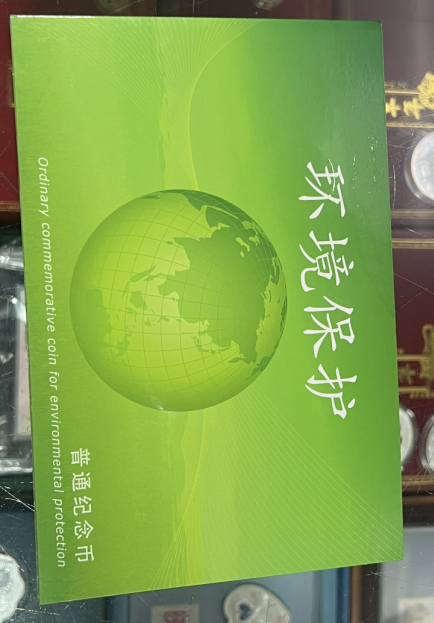 环境保护
普通纪念币
Ordinary commemorative coin for environmental protection